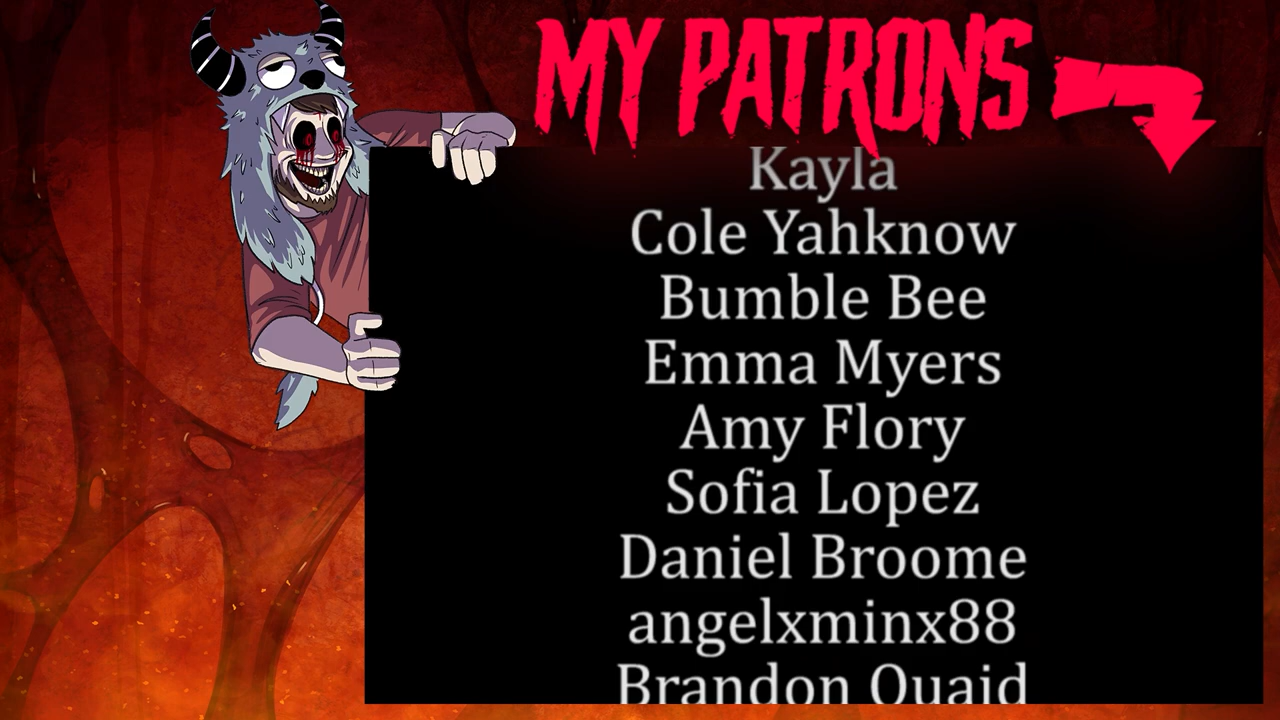 MY PATRONS
Kayla
Cole Yahknow
Bumble Bee
Emma Myers
Amy Flory
Sofia Lopez
Daniel Broome
angelxminx88
Brandon Quaid